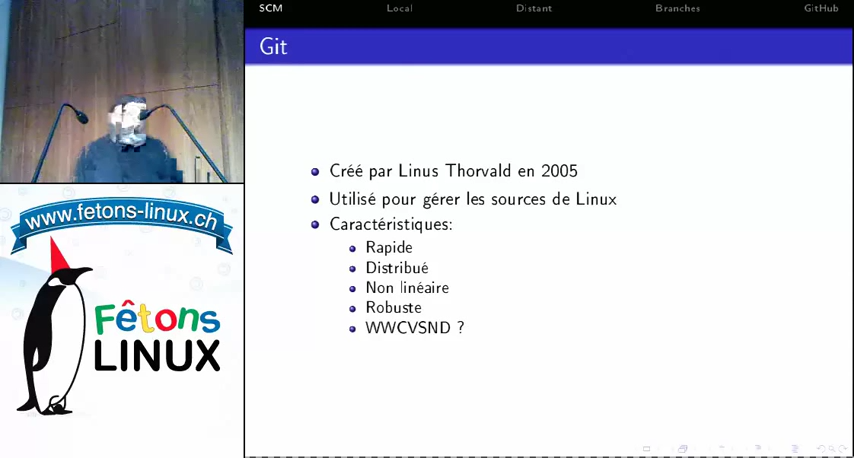 SCM Local Distant Branches GitHub
Git
Créé par Linus Thorvald en 2005
Utilisé pour gérer les sources de Linux
Caractéristiques:
Rapide
Distribué
Non linéaire
Robuste
WWCVSND ?
www.fetons-linux.ch
Fêtons
LINUX